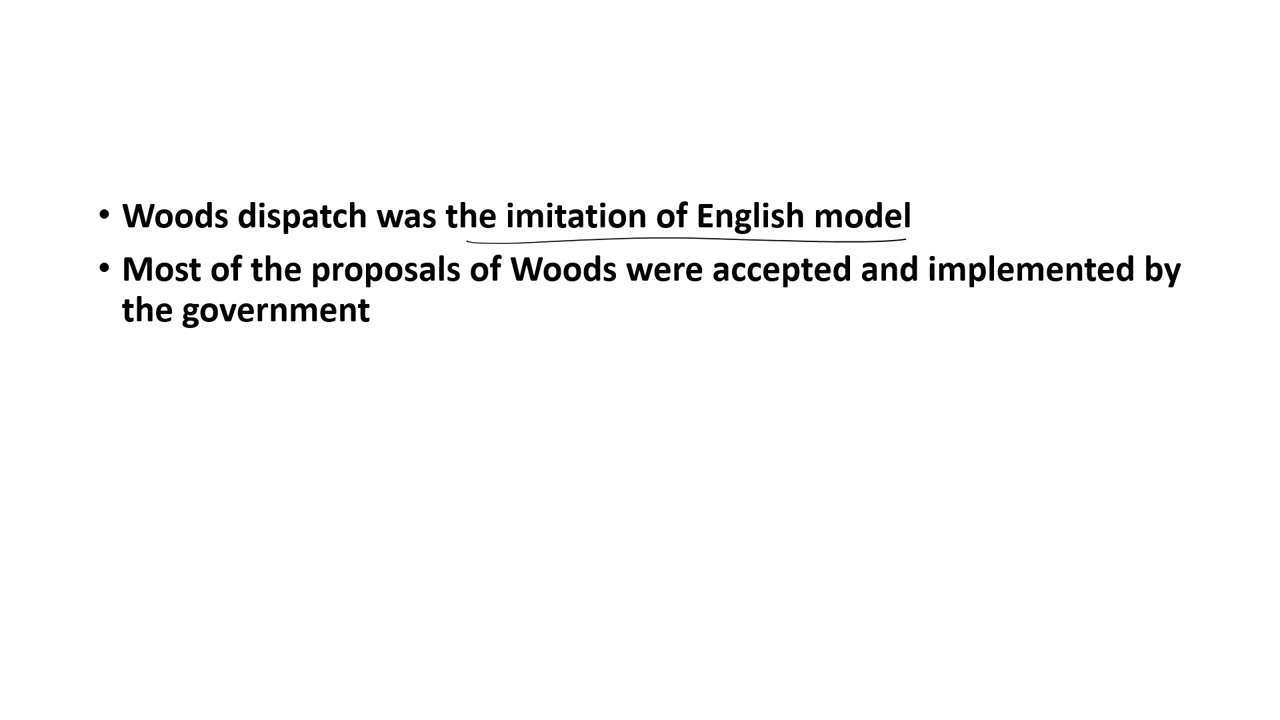 • Woods dispatch was the imitation of English model
• Most of the proposals of Woods were accepted and implemented by
the government